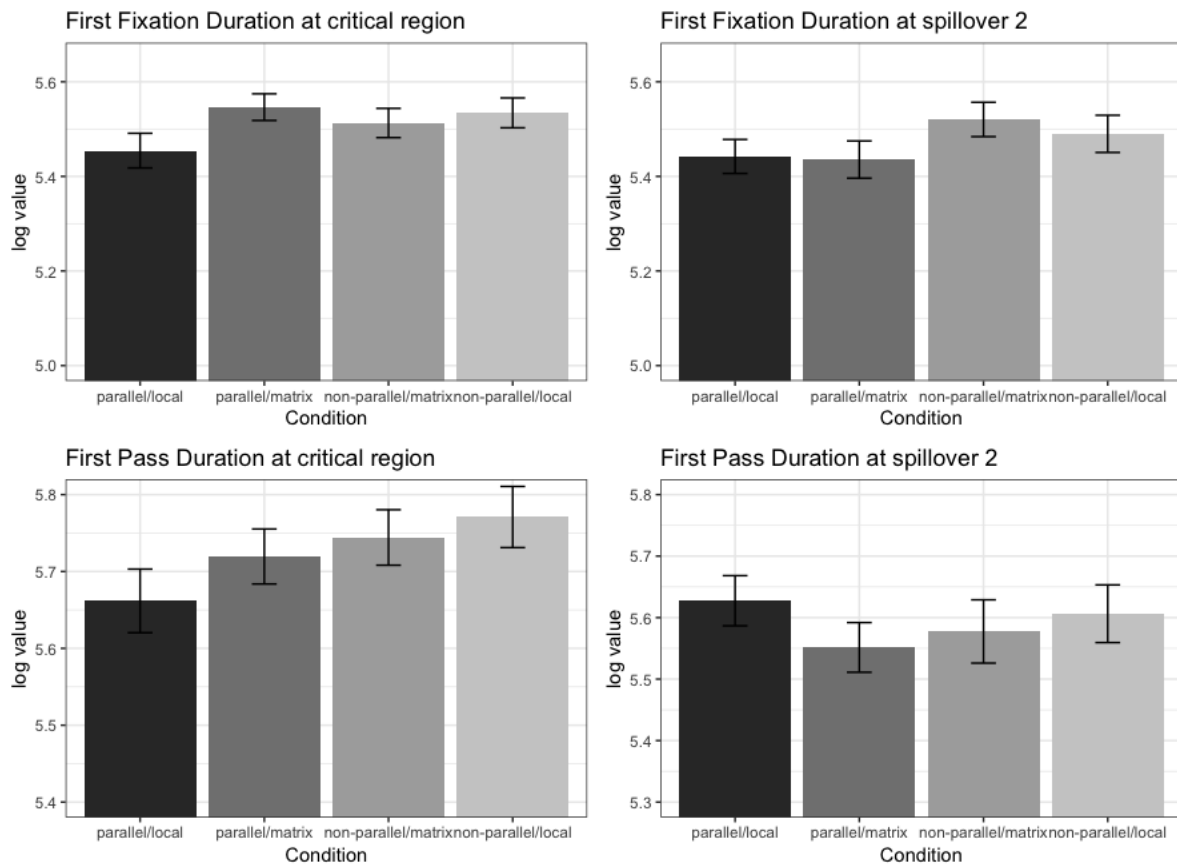 First Fixation Duration at critical region
log value
5.6
5.4
5.2
5.0
parallel/local parallel/matrix non-parallel/matrix non-parallel/local
Condition
First Fixation Duration at spillover 2
log value
5.6
5.4
5.2
5.0
parallel/local parallel/matrix non-parallel/matrix non-parallel/local
Condition
First Pass Duration at critical region
log value
5.8
5.7
5.6
5.5
5.4
parallel/local parallel/matrix non-parallel/matrix non-parallel/local
Condition
First Pass Duration at spillover 2
log value
5.8
5.7
5.6
5.5
5.4
5.3
parallel/local parallel/matrix non-parallel/matrix non-parallel/local
Condition